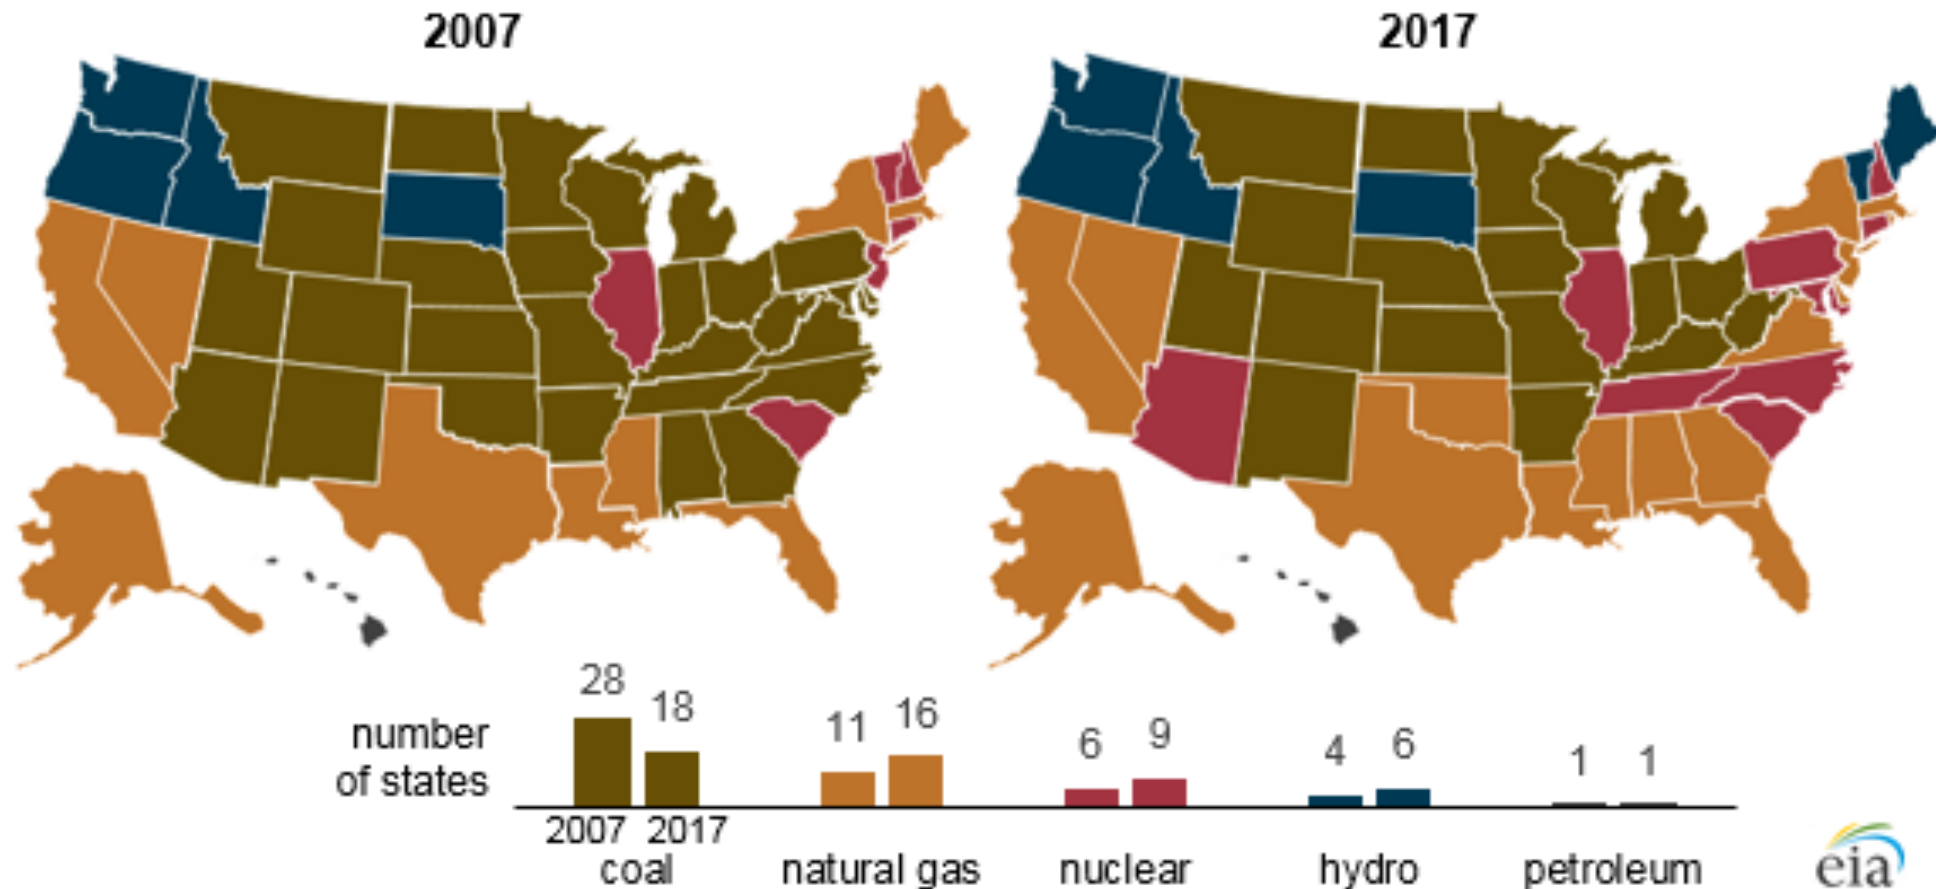 2007 2017
28 18 11 16 6 9 4 6 1 1
number
of states
2007 2017
coal natural gas nuclear hydro petroleum
eia